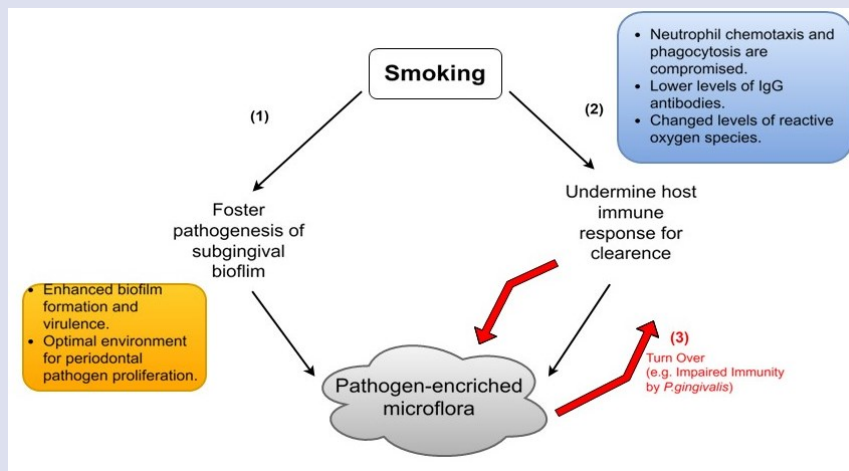 Smoking
(1)
(2)
• Neutrophil chemotaxis and
phagocytosis are
compromised.
• Lower levels of IgG
antibodies.
• Changed levels of reactive
oxygen species.
Foster
pathogenesis of
subgingival
bioflim
Undermine host
immune
response for
clearence
• Enhanced biofilm
formation and
virulence.
• Optimal environment
for periodontal
pathogen proliferation.
Pathogen-encriched
microflora
(3)
Turn Over
(e.g. Impaired Immunity
by P.gingivalis)